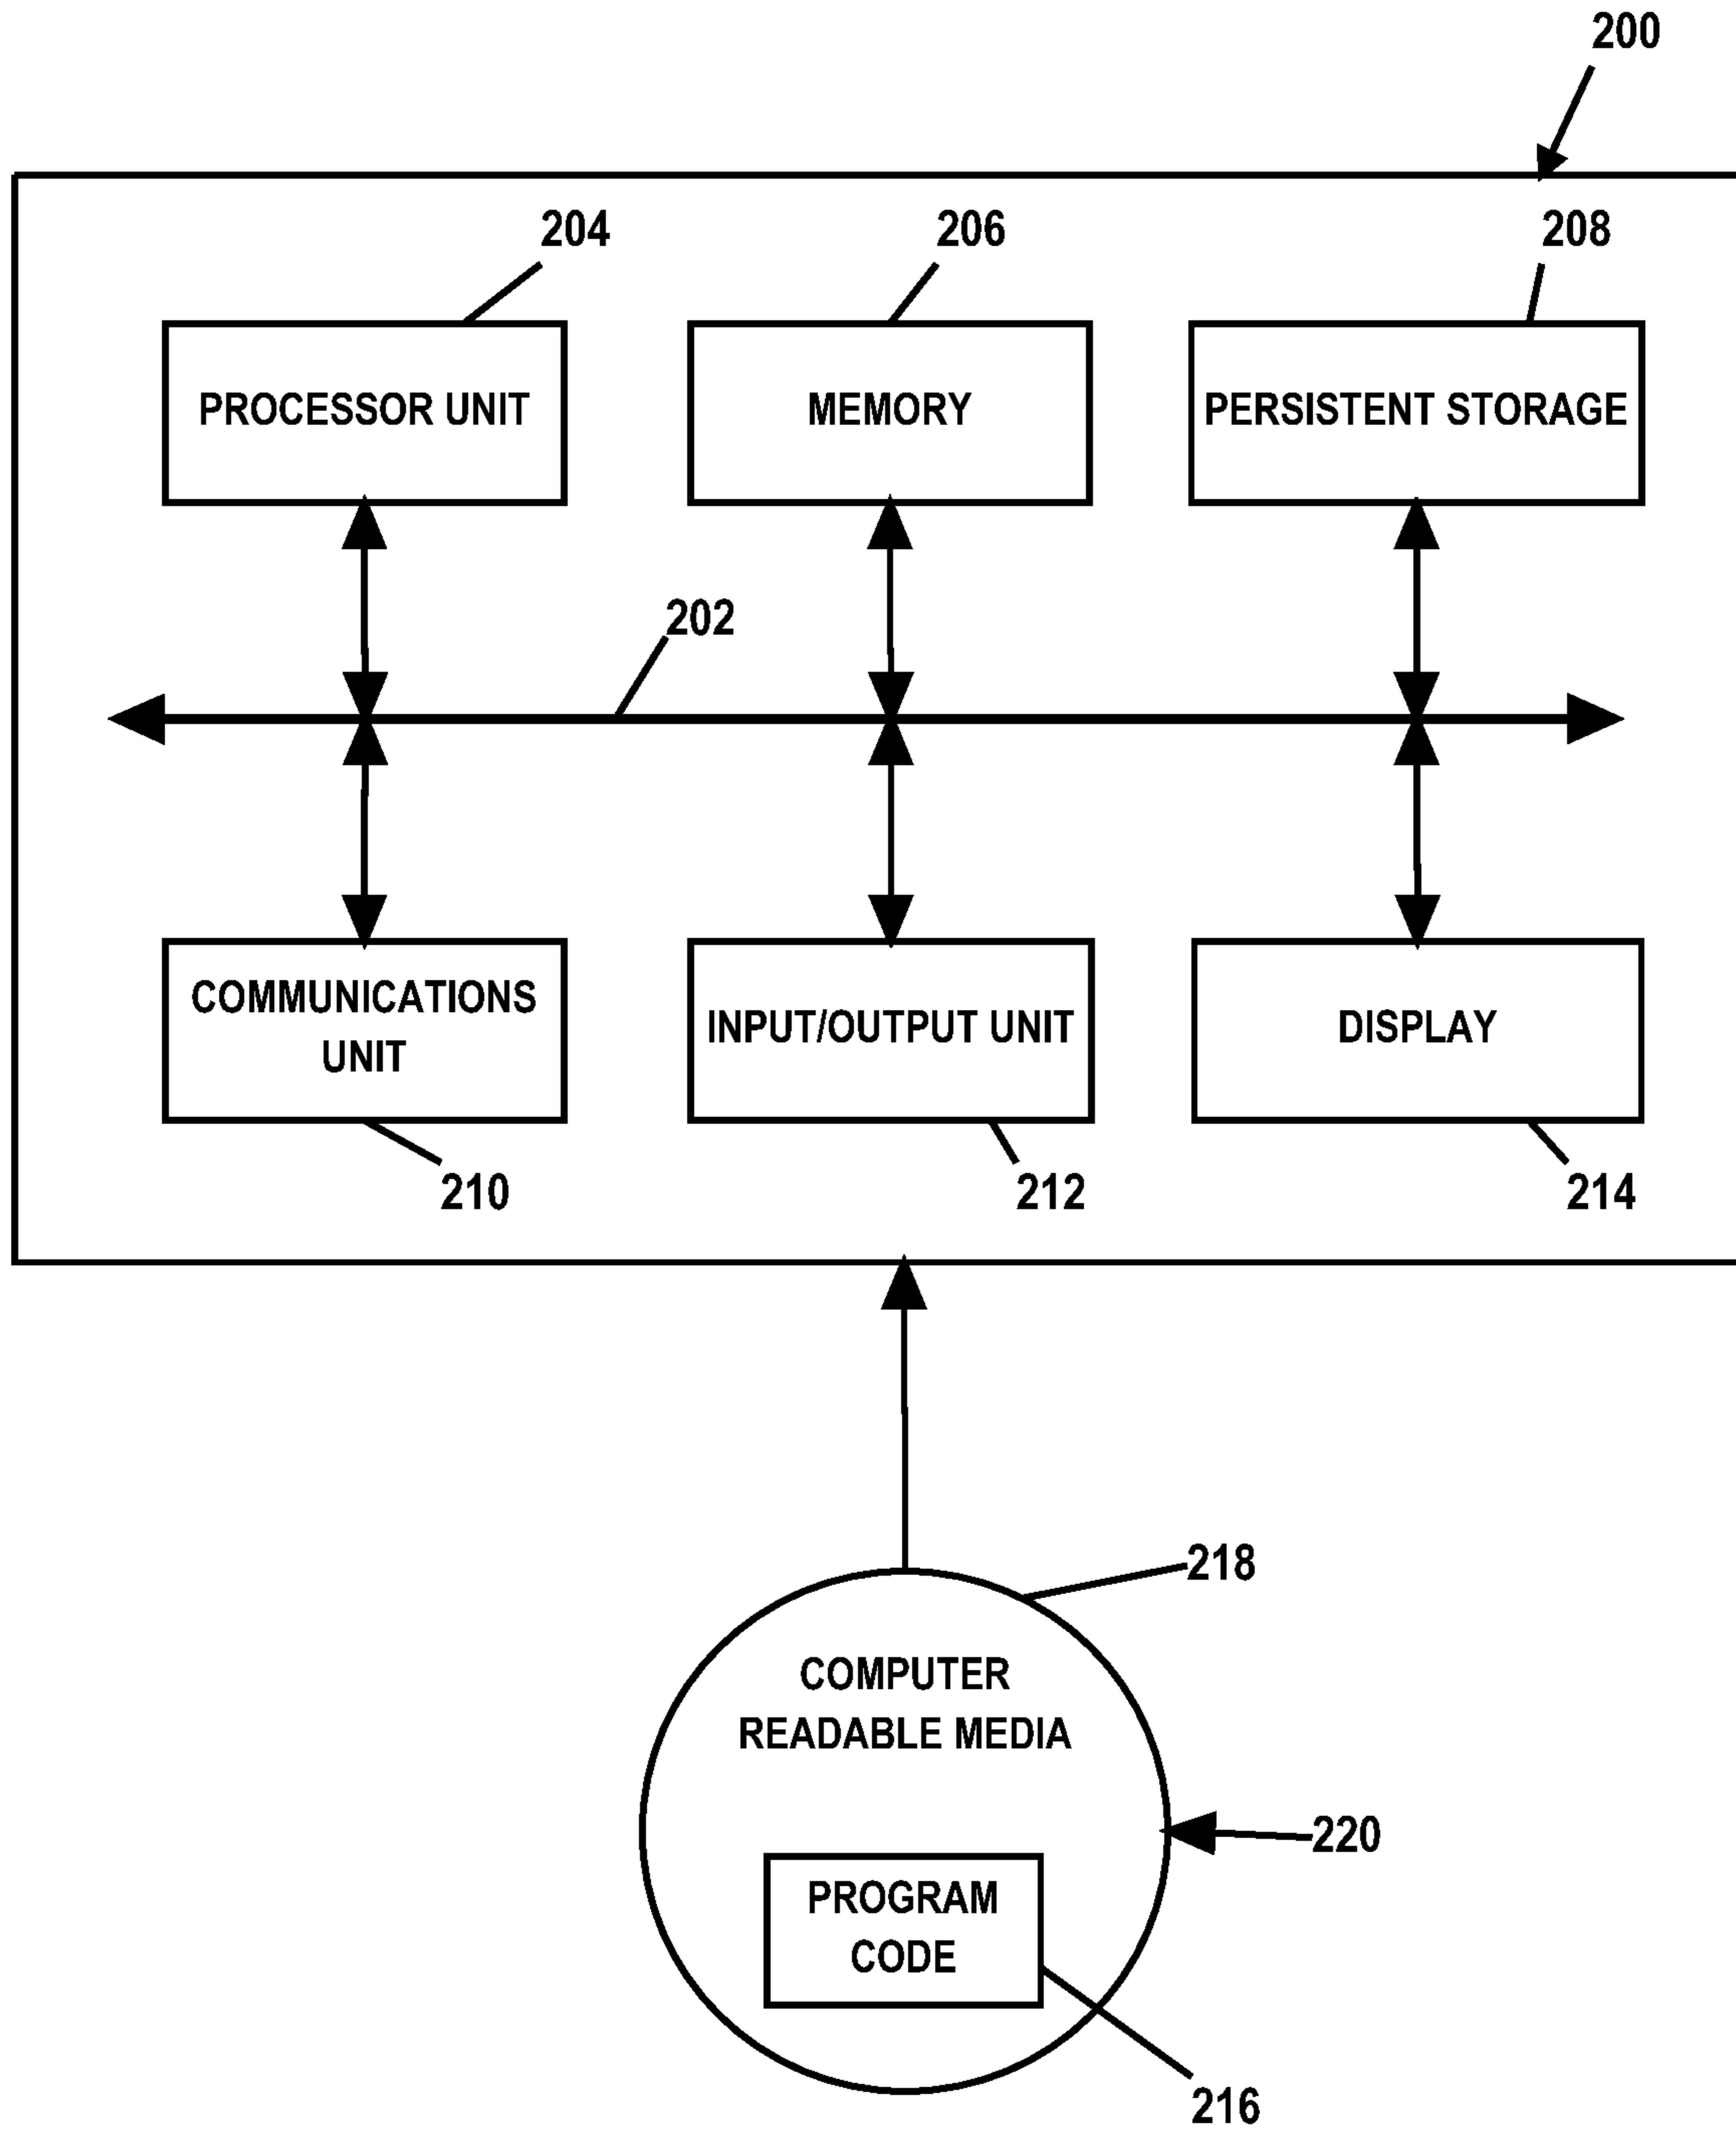 200
204
206
208
PROCESSOR UNIT
MEMORY
PERSISTENT STORAGE
202
COMMUNICATIONS
UNIT
INPUT/OUTPUT UNIT
DISPLAY
210
212
214
218
COMPUTER
READABLE MEDIA
220
PROGRAM
CODE
216